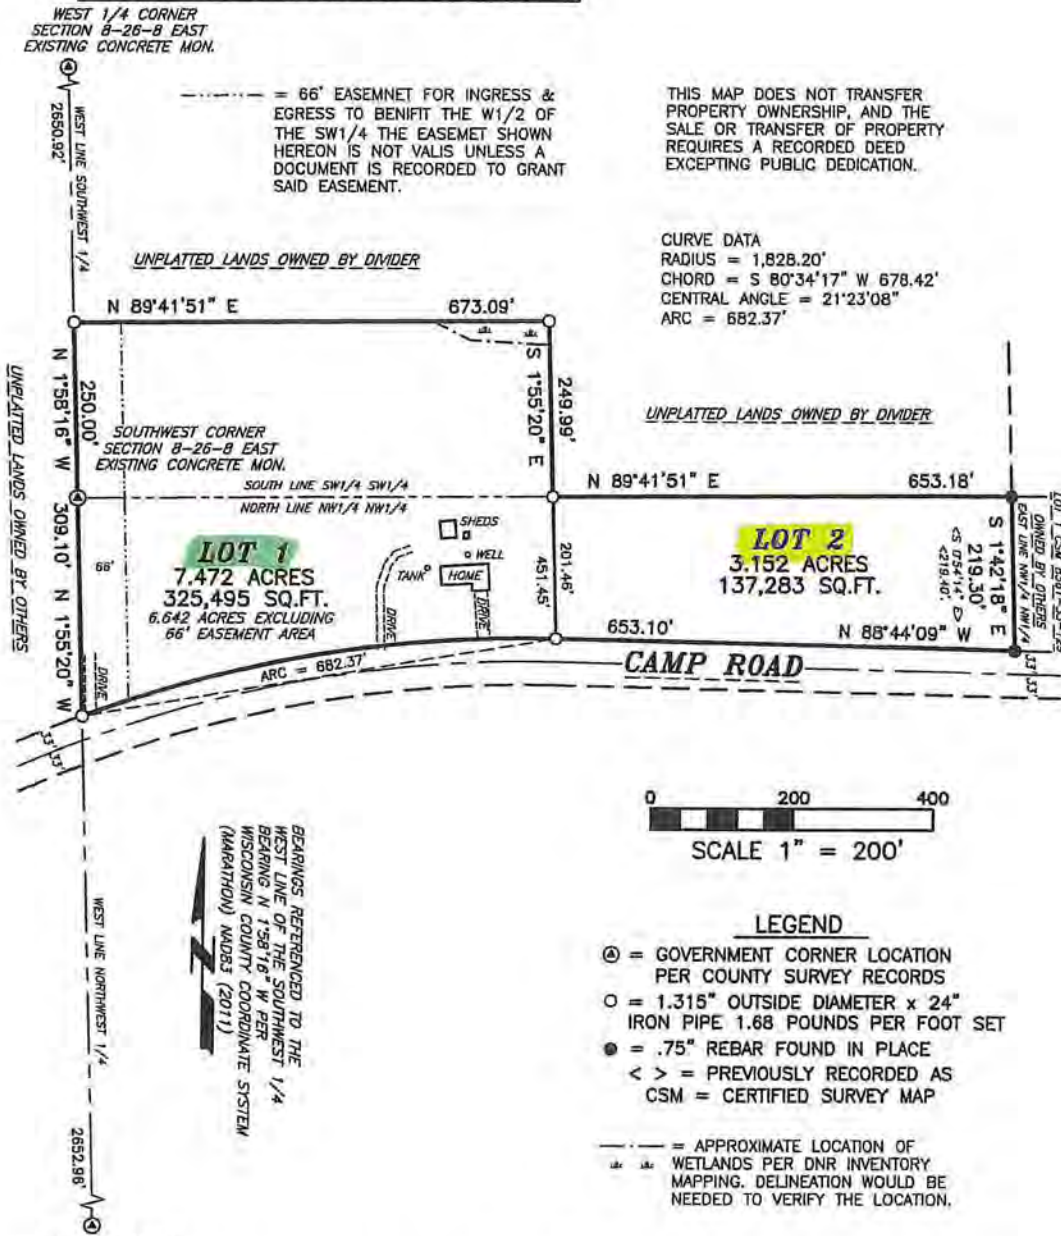 WEST 1/4 CORNER
SECTION 8-26-8 EAST
EXISTING CONCRETE MON.
2650.92'
WEST LINE SOUTHWEST 1/4
= 66' EASEMNET FOR INGRESS &
EGRESS TO BENIFIT THE W1/2 OF
THE SW1/4 THE EASEMET SHOWN
HEREON IS NOT VALIS UNLESS A
DOCUMENT IS RECORDED TO GRANT
SAID EASEMENT.
THIS MAP DOES NOT TRANSFER
PROPERTY OWNERSHIP, AND THE
SALE OR TRANSFER OF PROPERTY
REQUIRES A RECORDED DEED
EXCEPTING PUBLIC DEDICATION.
CURVE DATA
RADIUS = 1,828.20'
CHORD = S 80°34'17" W 678.42'
CENTRAL ANGLE = 21°23'08"
ARC = 682.37'
UNPLATTED LANDS OWNED BY DIVIDER
N 89°41'51" E 673.09'
N 1°58'16" W
250.00'
S 1°55'20" E
249.99'
UNPLATTED LANDS OWNED BY OTHERS
SOUTHWEST CORNER
SECTION 8-26-8 EAST
EXISTING CONCRETE MON.
SOUTH LINE SW1/4 SW1/4
NORTH LINE NW1/4 NW1/4
UNPLATTED LANDS OWNED BY DIVIDER
N 89°41'51" E 653.18'
309.10'
N 1°55'20" W
66'
LOT 1
7.472 ACRES
325,495 SQ.FT.
6.642 ACRES EXCLUDING
66' EASEMENT AREA
SHEDS
WELL
TANK
HOME
DRIVE
DRIVE
DRIVE
201.46'
451.45'
LOT 2
3.152 ACRES
137,283 SQ.FT.
S 1°42'18" E
219.30'
<219.40'
EAST LINE NW1/4 NW1/4
OWNED BY OTHERS
ARC = 682.37'
653.10' N 88°44'09" W
CAMP ROAD
33' 33'
33' 33'
0 200 400
SCALE 1" = 200'
BEARINGS REFERENCED TO THE
WEST LINE OF THE SOUTHWEST 1/4
BEARING N 1°58'16" W PER
WISCONSIN COUNTY COORDINATE SYSTEM
(MARATHON) NAD83 (2011)
WEST LINE NORTHWEST 1/4
2652.96'
LEGEND
= GOVERNMENT CORNER LOCATION
PER COUNTY SURVEY RECORDS
= 1.315" OUTSIDE DIAMETER x 24"
IRON PIPE 1.68 POUNDS PER FOOT SET
= .75" REBAR FOUND IN PLACE
< > = PREVIOUSLY RECORDED AS
CSM = CERTIFIED SURVEY MAP
= APPROXIMATE LOCATION OF
WETLANDS PER DNR INVENTORY
MAPPING. DELINEATION WOULD BE
NEEDED TO VERIFY THE LOCATION.